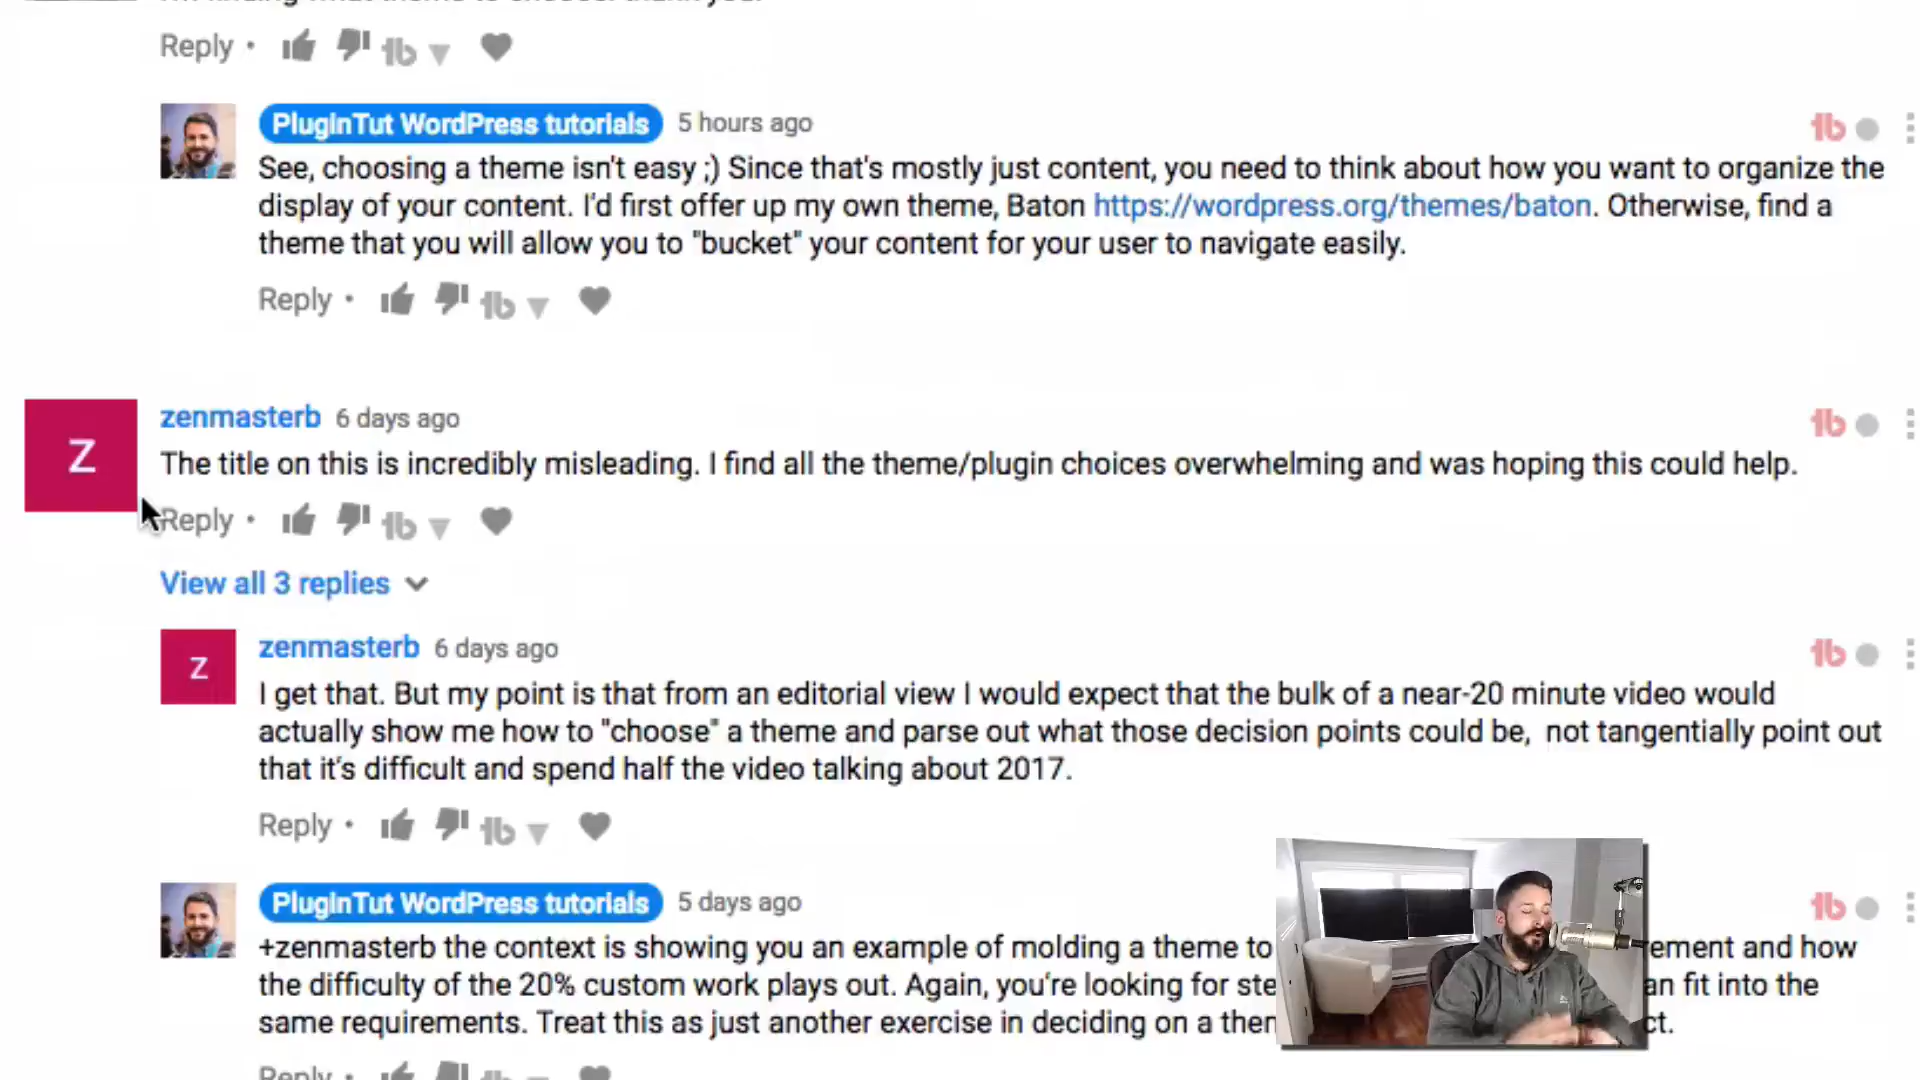 Reply •
PluginTut WordPress tutorials 5 hours ago
See, choosing a theme isn't easy ;) Since that's mostly just content, you need to think about how you want to organize the
display of your content. I'd first offer up my own theme, Baton https://wordpress.org/themes/baton. Otherwise, find a
theme that you will allow you to "bucket" your content for your user to navigate easily.
Reply •
Z
zenmasterb 6 days ago
The title on this is incredibly misleading. I find all the theme/plugin choices overwhelming and was hoping this could help.
Reply •
View all 3 replies
Z
zenmasterb 6 days ago
I get that. But my point is that from an editorial view I would expect that the bulk of a near-20 minute video would
actually show me how to "choose" a theme and parse out what those decision points could be, not tangentially point out
that it's difficult and spend half the video talking about 2017.
Reply •
PluginTut WordPress tutorials 5 days ago
+zenmasterb the context is showing you an example of molding a theme to and how
the difficulty of the 20% custom work plays out. Again, you're looking for fit into the
same requirements. Treat this as just another exercise in deciding on a
Reply